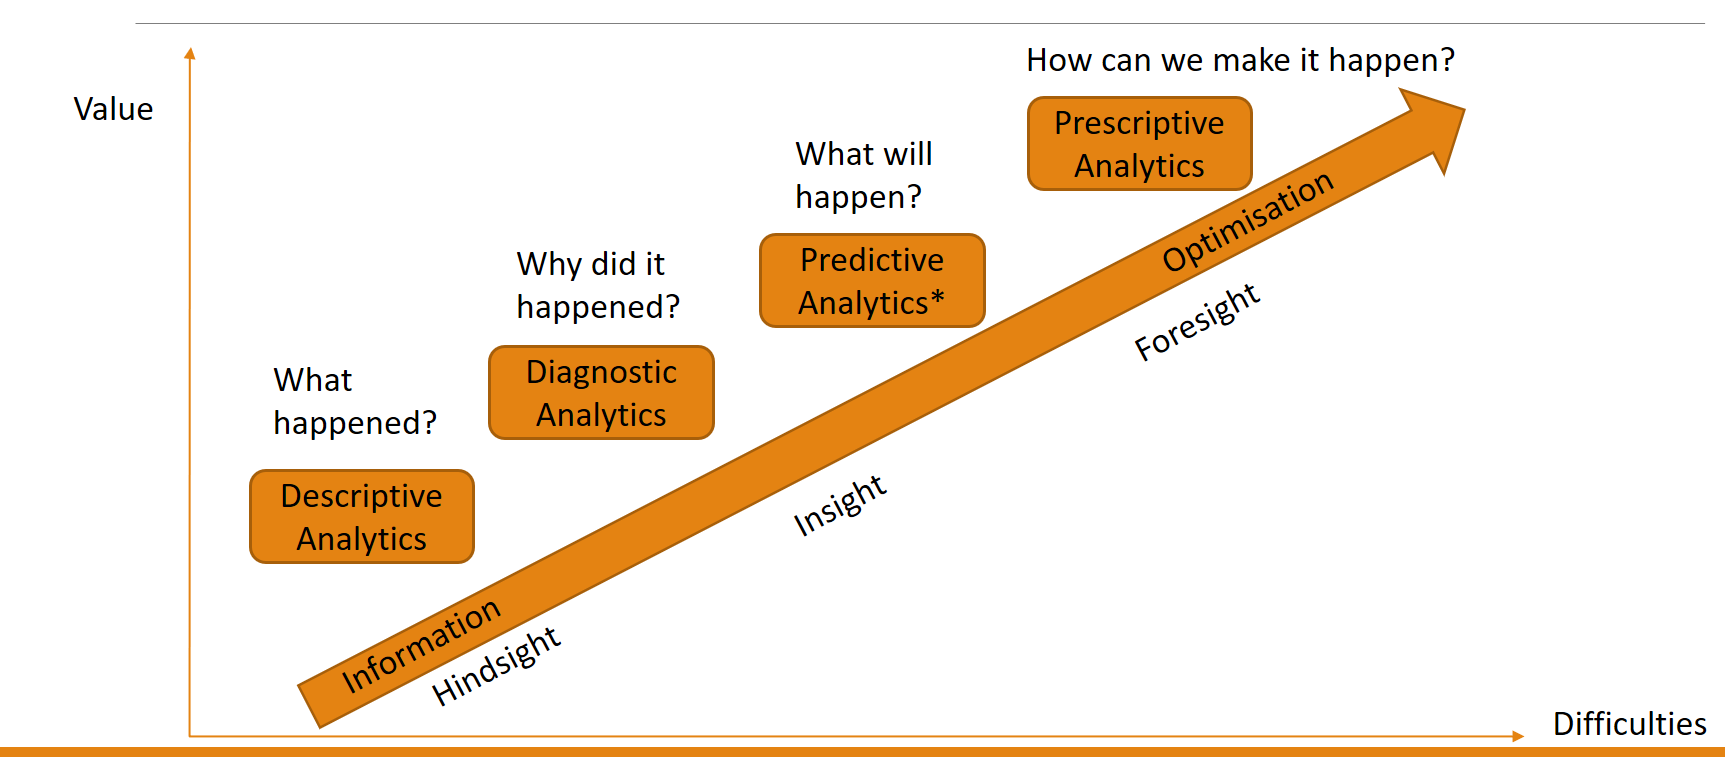 Value
How can we make it happen?
Prescriptive
Analytics
What will
happen?
Predictive
Analytics*
Why did it
happened?
Diagnostic
Analytics
What
happened?
Descriptive
Analytics
Information
Optimisation
Hindsight
Insight
Foresight
Difficulties